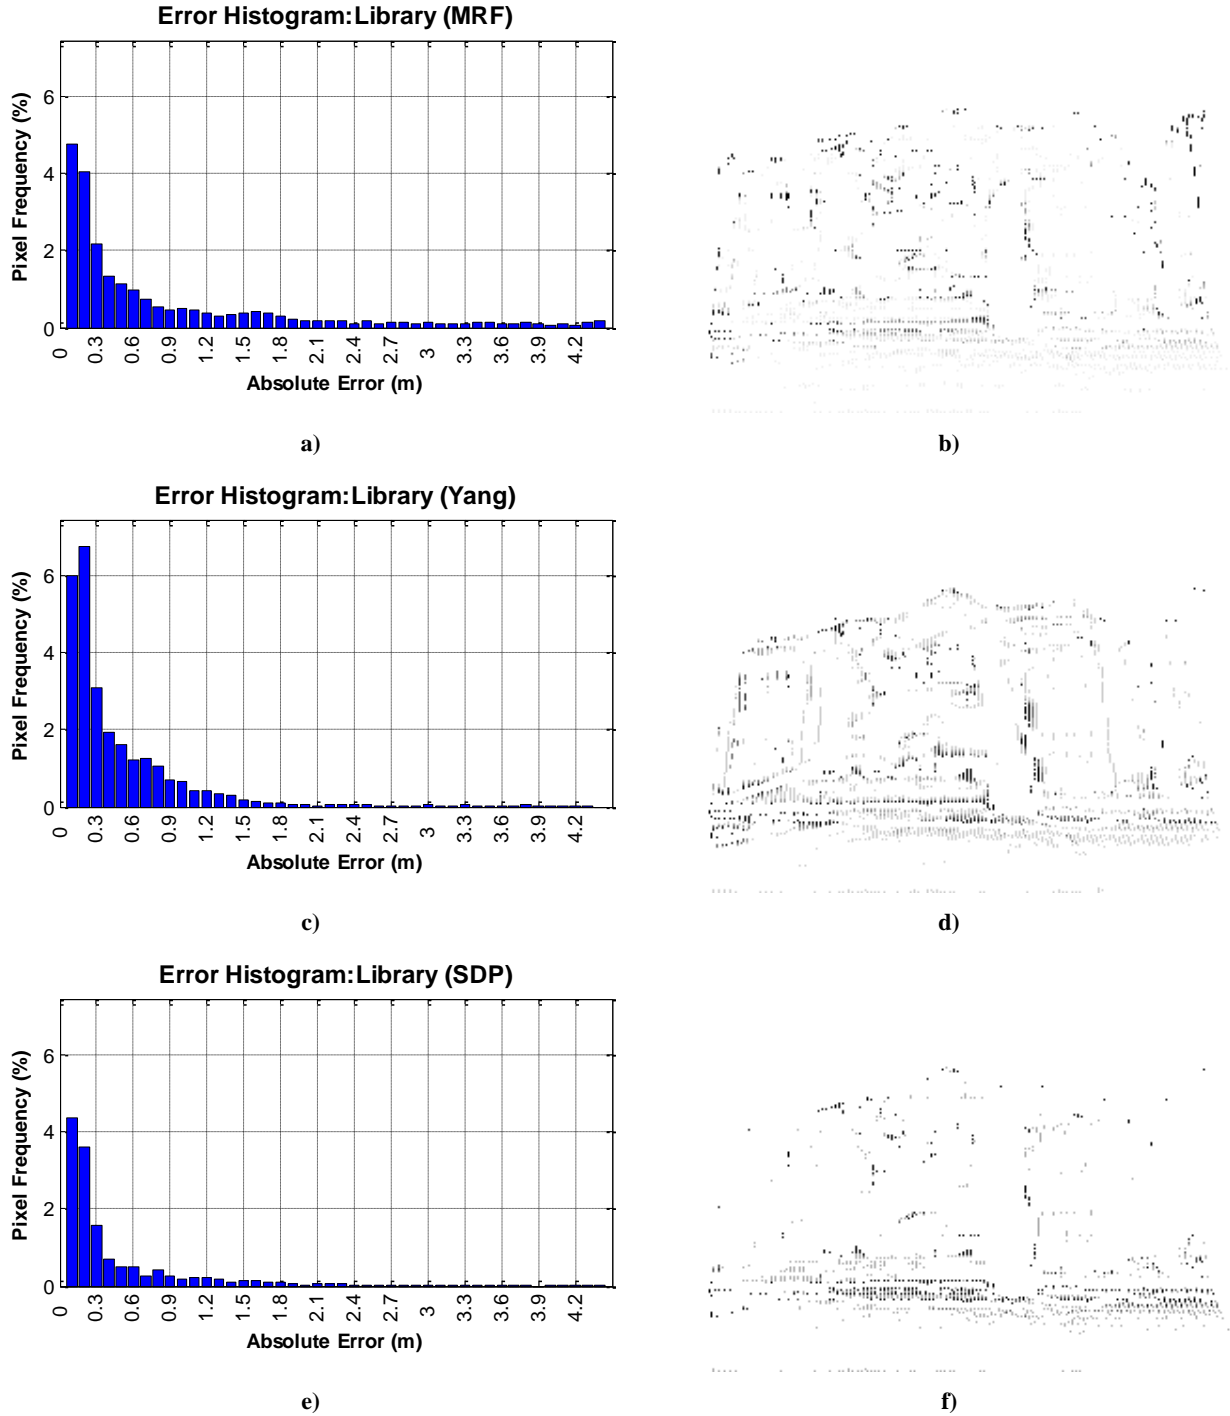 Error Histogram:Library (MRF)
Pixel Frequency (%)
6
4
2
0
0 0.3 0.6 0.9 1.2 1.5 1.8 2.1 2.4 2.7 3 3.3 3.6 3.9 4.2
Absolute Error (m)
a)
b)
Error Histogram:Library (Yang)
Pixel Frequency (%)
6
4
2
0
0 0.3 0.6 0.9 1.2 1.5 1.8 2.1 2.4 2.7 3 3.3 3.6 3.9 4.2
Absolute Error (m)
c)
d)
Error Histogram:Library (SDP)
Pixel Frequency (%)
6
4
2
0
0 0.3 0.6 0.9 1.2 1.5 1.8 2.1 2.4 2.7 3 3.3 3.6 3.9 4.2
Absolute Error (m)
e)
f)